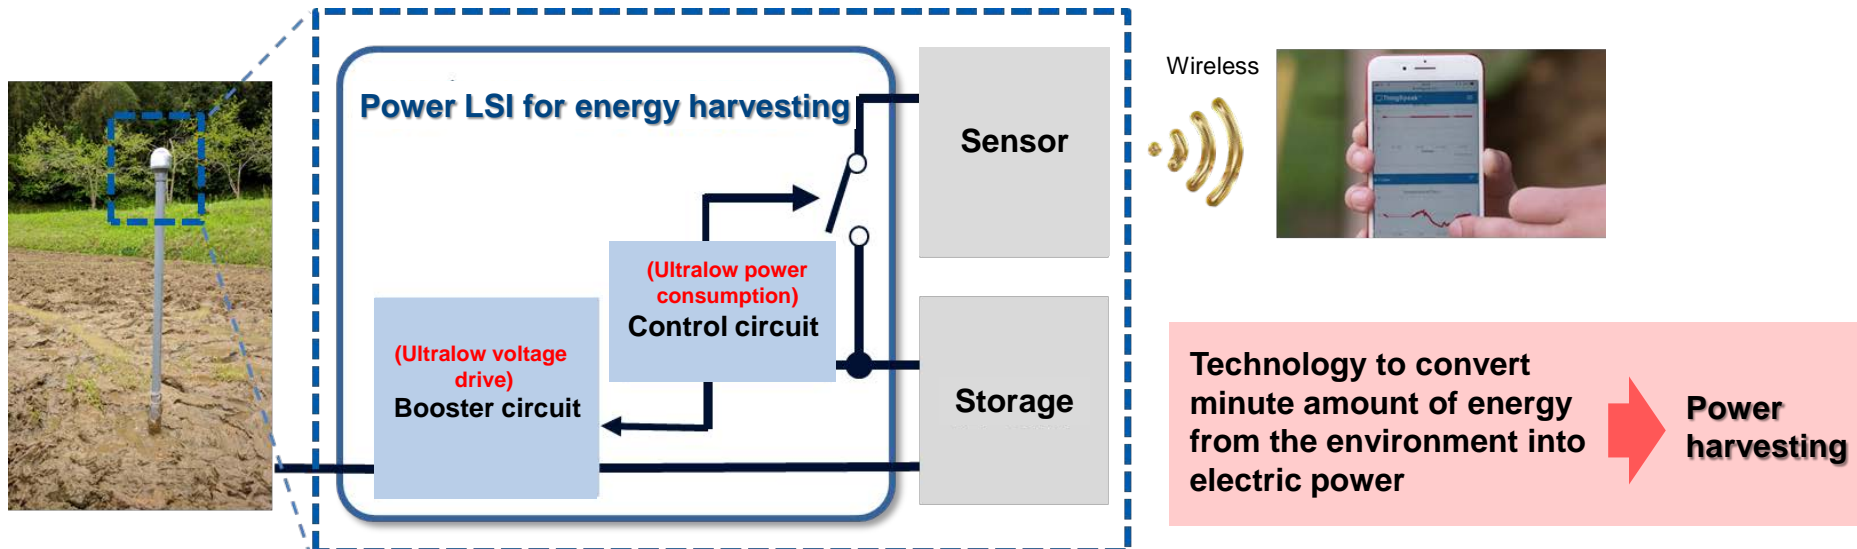 Power LSI for energy harvesting
Sensor
Wireless
(Ultralow power
consumption)
Control circuit
(Ultralow voltage
drive)
Booster circuit
Storage
ThingSpeak
Technology to convert
minute amount of energy
from the environment into
electric power
Power
harvesting